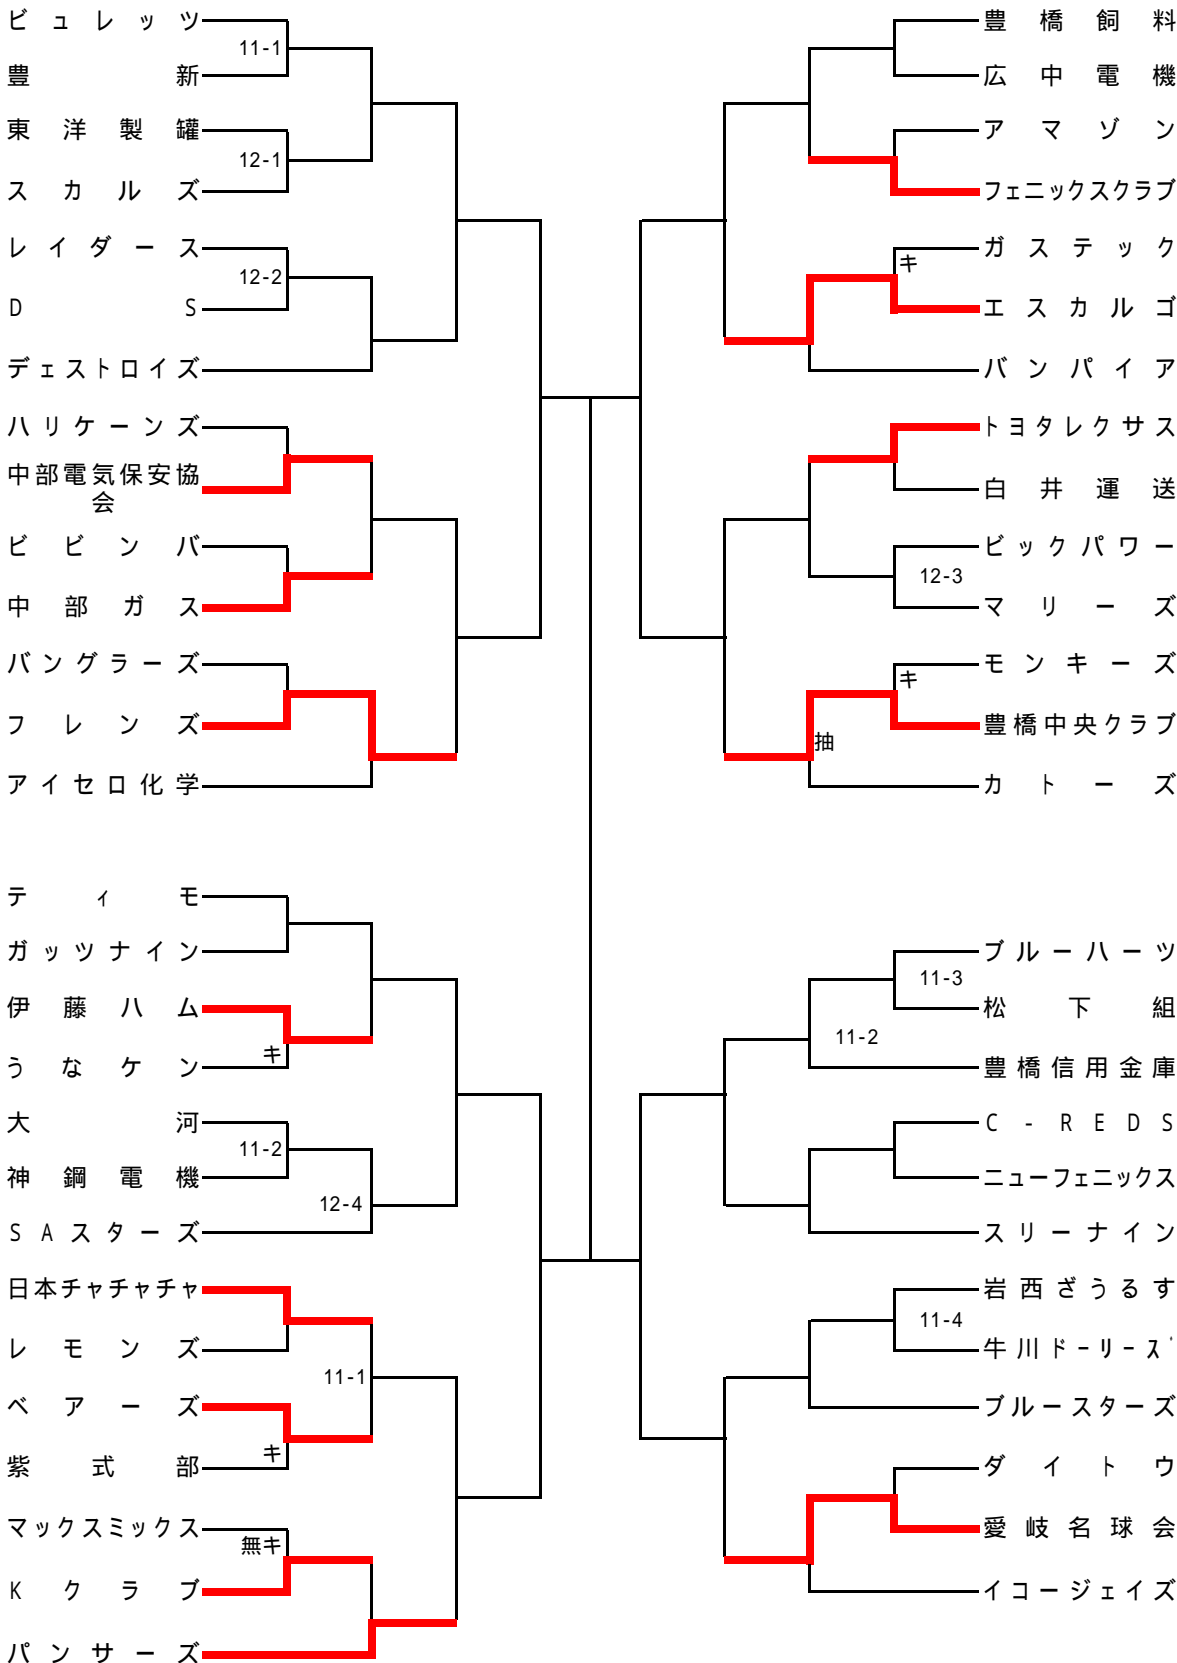 ビュレッツ
11-1
豊新
東洋製罐
12-1
スカルズ
レイダース
12-2
DS
デェストロイズ
ハリケーンズ
中部電気保安協
会
ビビンバ
中部ガス
バングラーズ
フレンズ
アイセロ化学
ティモ
ガッツナイン
伊藤ハム
キ
うなケン
大河
11-2
神鋼電機
12-4
SAスターズ
日本チャチャチャ
レモンズ
11-1
ベアーズ
キ
紫式部
マックスミックス
無キ
Kクラブ
パンサーズ
豊橋飼料
広中電機
アマゾン
フェニックスクラブ
ガステック
キ
エスカルゴ
バンパイア
トヨタレクサス
白井運送
ビックパワー
12-3
マリーズ
モンキーズ
キ
豊橋中央クラブ
抽
カトーズ
ブルーハーツ
11-3
松下組
11-2
豊橋信用金庫
C-REDS
ニューフェニックス
スリーナイン
岩西ざうるす
11-4
牛川ドーリーズ
ブルースターズ
ダイトウ
愛岐名球会
イコージェイズ